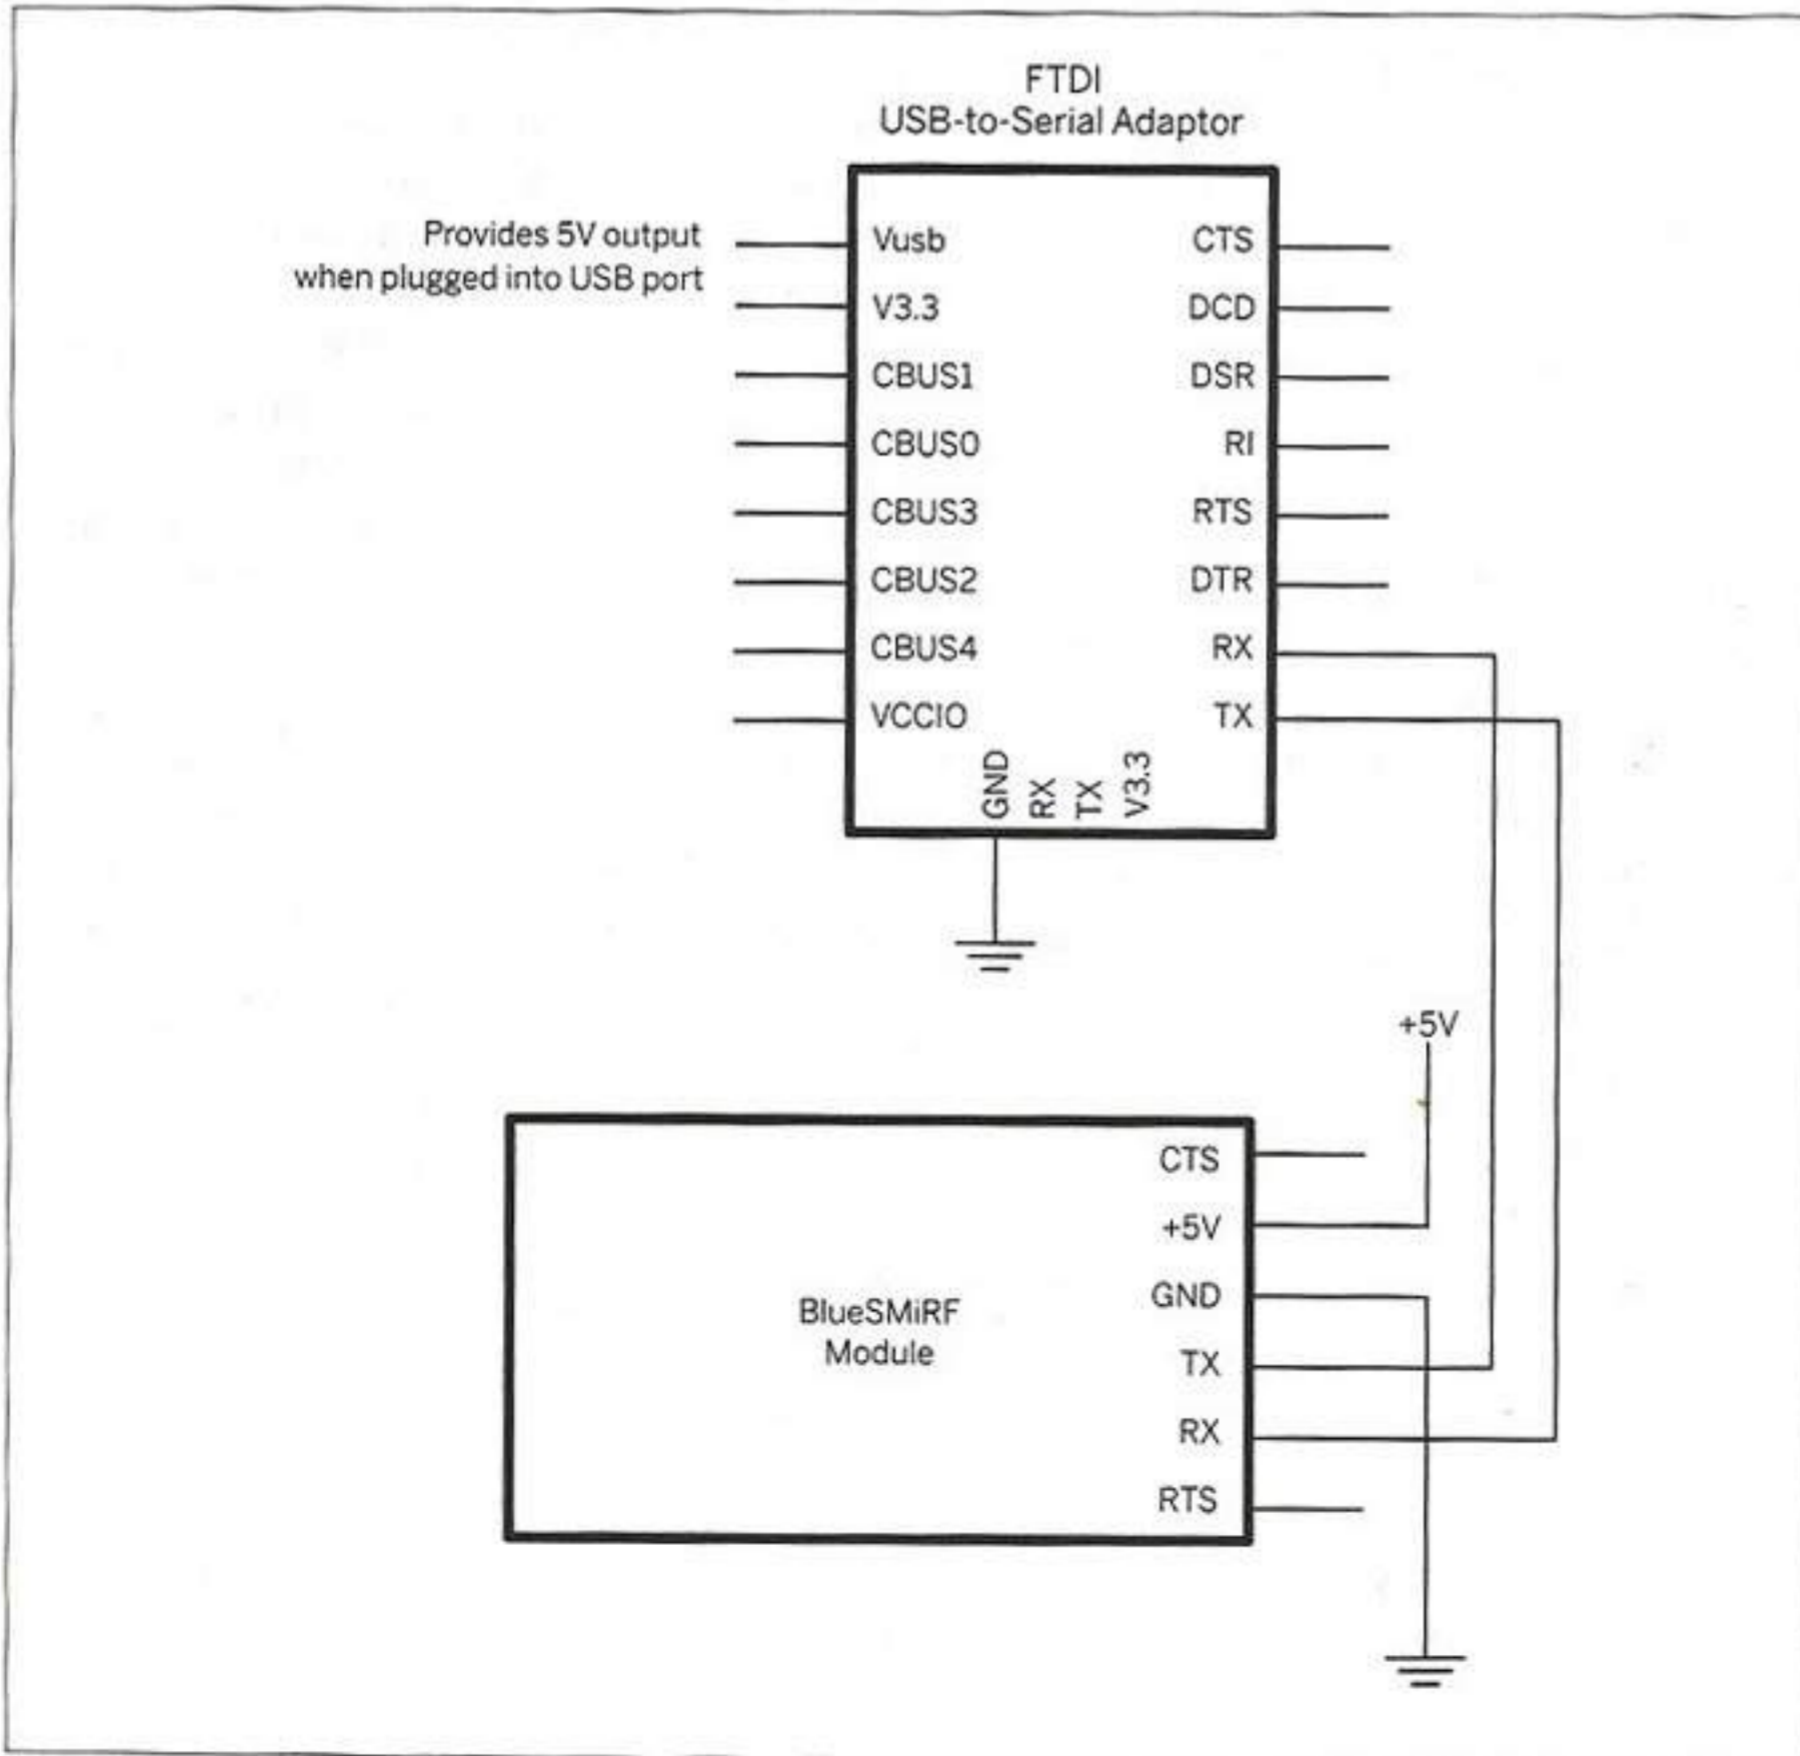 FTDI
USB-to-Serial Adaptor
Provides 5V output
when plugged into USB port
Vusb
V3.3
CBUS1
CBUS0
CBUS3
CBUS2
CBUS4
VCCIO
CTS
DCD
DSR
RI
RTS
DTR
RX
TX
GND
RX
TX
V3.3
+5V
BlueSMiRF
Module
CTS
+5V
GND
TX
RX
RTS